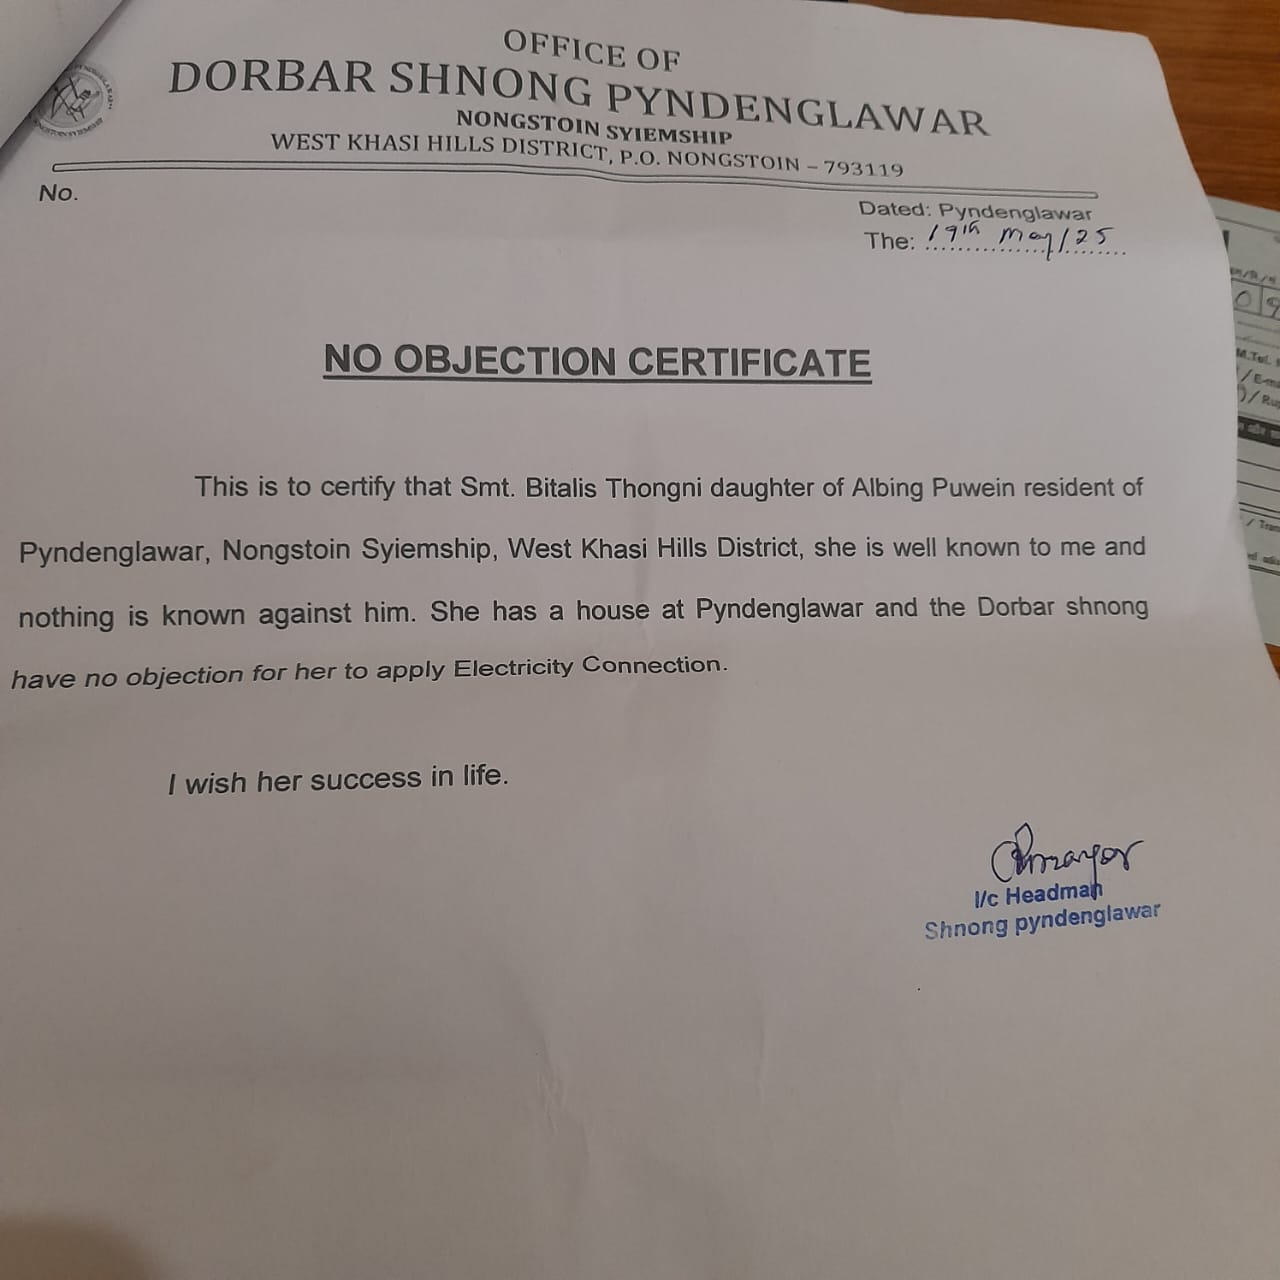 OFFICE OF
DORBAR SHNONG PYNDENGLAWAR
NONGSTOIN SYIEMSHIP
WEST KHASI HILLS DISTRICT, P.O. NONGSTOIN – 793119
No.
Dated: Pyndenglawar
The: 19th May/25
NO OBJECTION CERTIFICATE
This is to certify that Smt. Bitalis Thongni daughter of Albing Puwein resident of
Pyndenglawar, Nongstoin Syiemship, West Khasi Hills District, she is well known to me and
nothing is known against him. She has a house at Pyndenglawar and the Dorbar shnong
have no objection for her to apply Electricity Connection.
I wish her success in life.
I/c Headman
Shnong pyndenglawar
M.Tel.